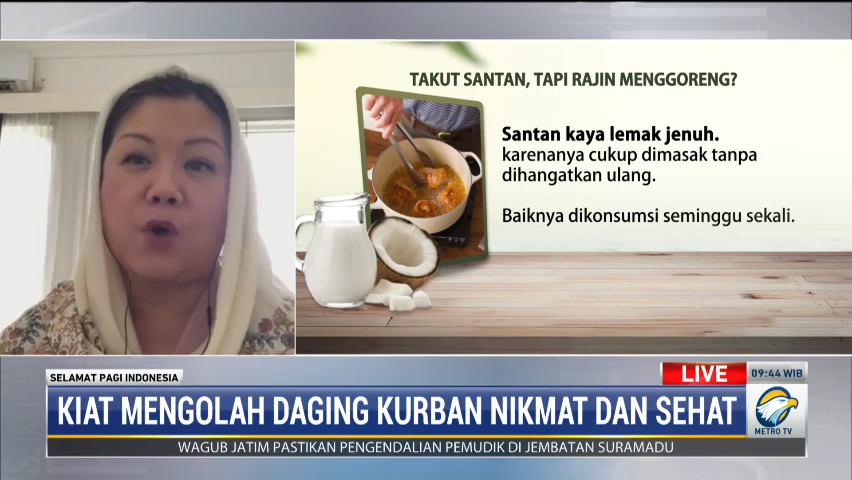 TAKUT SANTAN, TAPI RAJIN MENGGORENG?
Santan kaya lemak jenuh.
karenanya cukup dimasak tanpa
dihangatkan ulang.
Baiknya dikonsumsi seminggu sekali.
SELAMAT PAGI INDONESIA
LIVE
09:44 WIB
KIAT MENGOLAH DAGING KURBAN NIKMAT DAN SEHAT
METRO TV
WAGUB JATIM PASTIKAN PENGENDALIAN PEMUDIK DI JEMBATAN SURAMADU